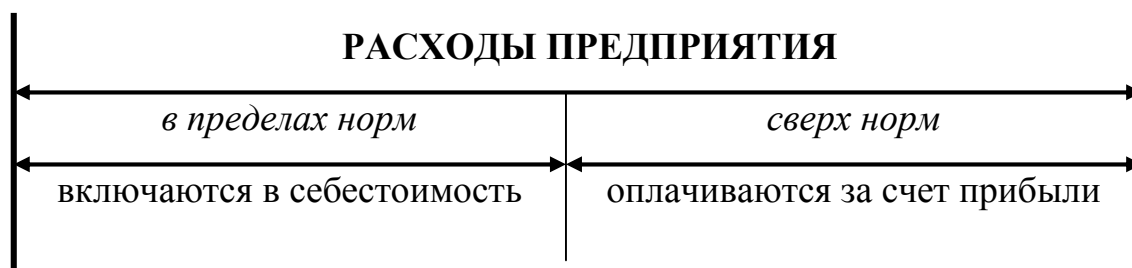 РАСХОДЫ ПРЕДПРИЯТИЯ
в пределах норм сверх норм
включаются в себестоимость оплачиваются за счет прибыли